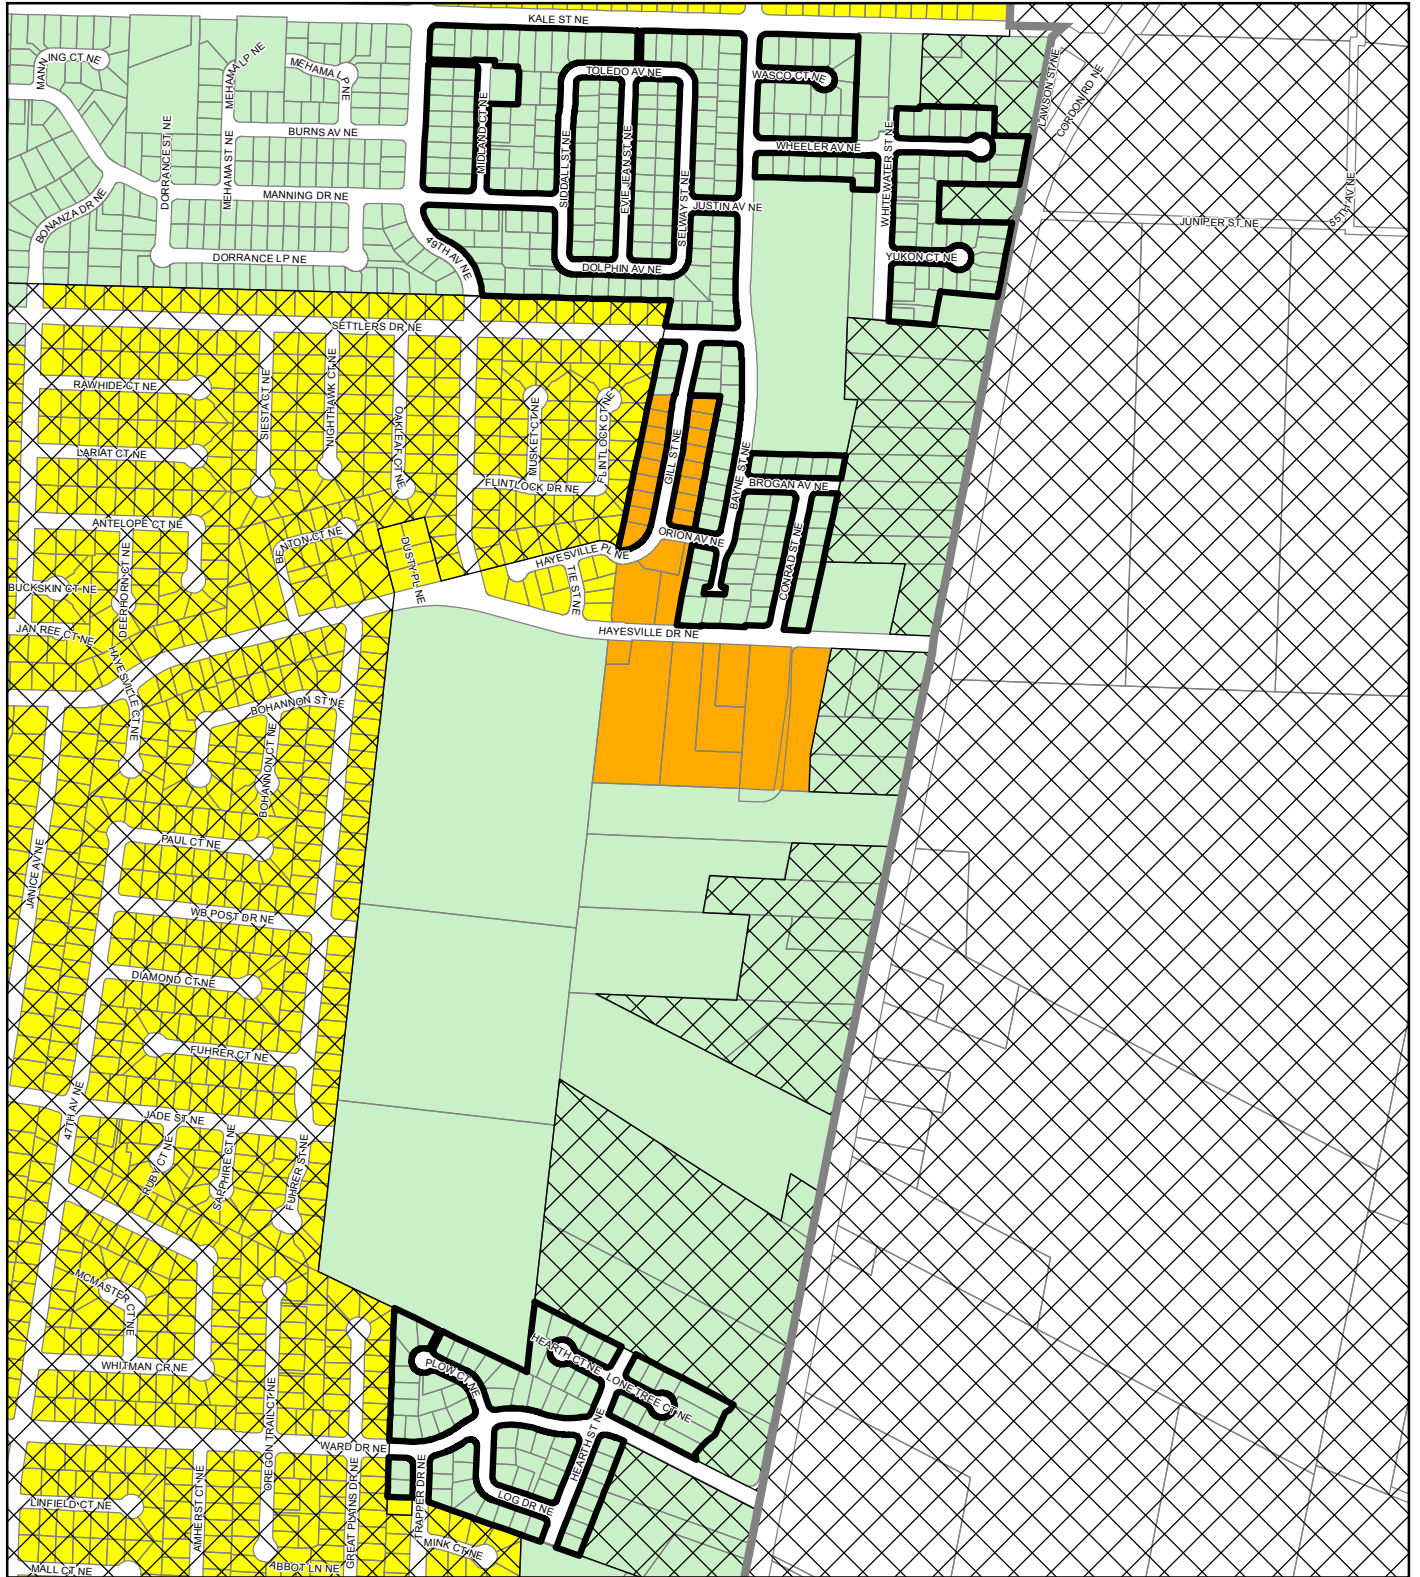 KALE ST NE
MANNING CT NE
MEHAMA LP NE
MEHAMA LP NE
TOLEDO AV NE
WASCO CT NE
LAWSON ST NE
CORDON RD NE
BURNS AV NE
DORRANCE ST NE
MEHAMA ST NE
MIDLAND CT NE
SIDDALL ST NE
EVIE JEAN ST NE
SELWAY ST NE
WHEELER AV NE
WHITEWATER ST NE
MANNING DR NE
JUSTIN AV NE
55TH AV NE
JUNIPER ST NE
BONANZA DR NE
49TH AV NE
DORRANCE LP NE
DOLPHIN AV NE
YUKON CT NE
SETTLERS DR NE
RAWHIDE CT NE
SIESTA CT NE
NIGHTHAWK CT NE
OAKLEAF CT NE
MUSKET CT NE
FLINTLOCK CT NE
GILL ST NE
BAYNE ST NE
LARIAT CT NE
FLINTLOCK DR NE
BROGAN AV NE
ANTELOPE CT NE
BENTON CT NE
DUSTY PL NE
HAYESVILLE PL NE
ORION AV NE
CONRAD ST NE
DEERHORN CT NE
TIE ST NE
BUCKSKIN CT NE
JAN REE CT NE
HAYESVILLE DR NE
HAYESVILLE CT NE
BOHANNON ST NE
BOHANNON CT NE
PAUL CT NE
JANICE AV NE
WB POST DR NE
DIAMOND CT NE
FUHRER CT NE
47TH AV NE
JADE ST NE
RUBY CT NE
SAPPHIRE CT NE
FUHRER ST NE
MCMASTER CT NE
WHITMAN CR NE
HEARTH CT NE
PLOW CT NE
LONE TREE CT NE
OREGON TRAIL CT NE
HEARTH ST NE
WARD DR NE
TRAPPER DR NE
GREAT PLAINS DR NE
AMHERST CT NE
LINFIELD CT NE
LOG DR NE
MINK CT NE
ABBOT LN NE
MALL CT NE